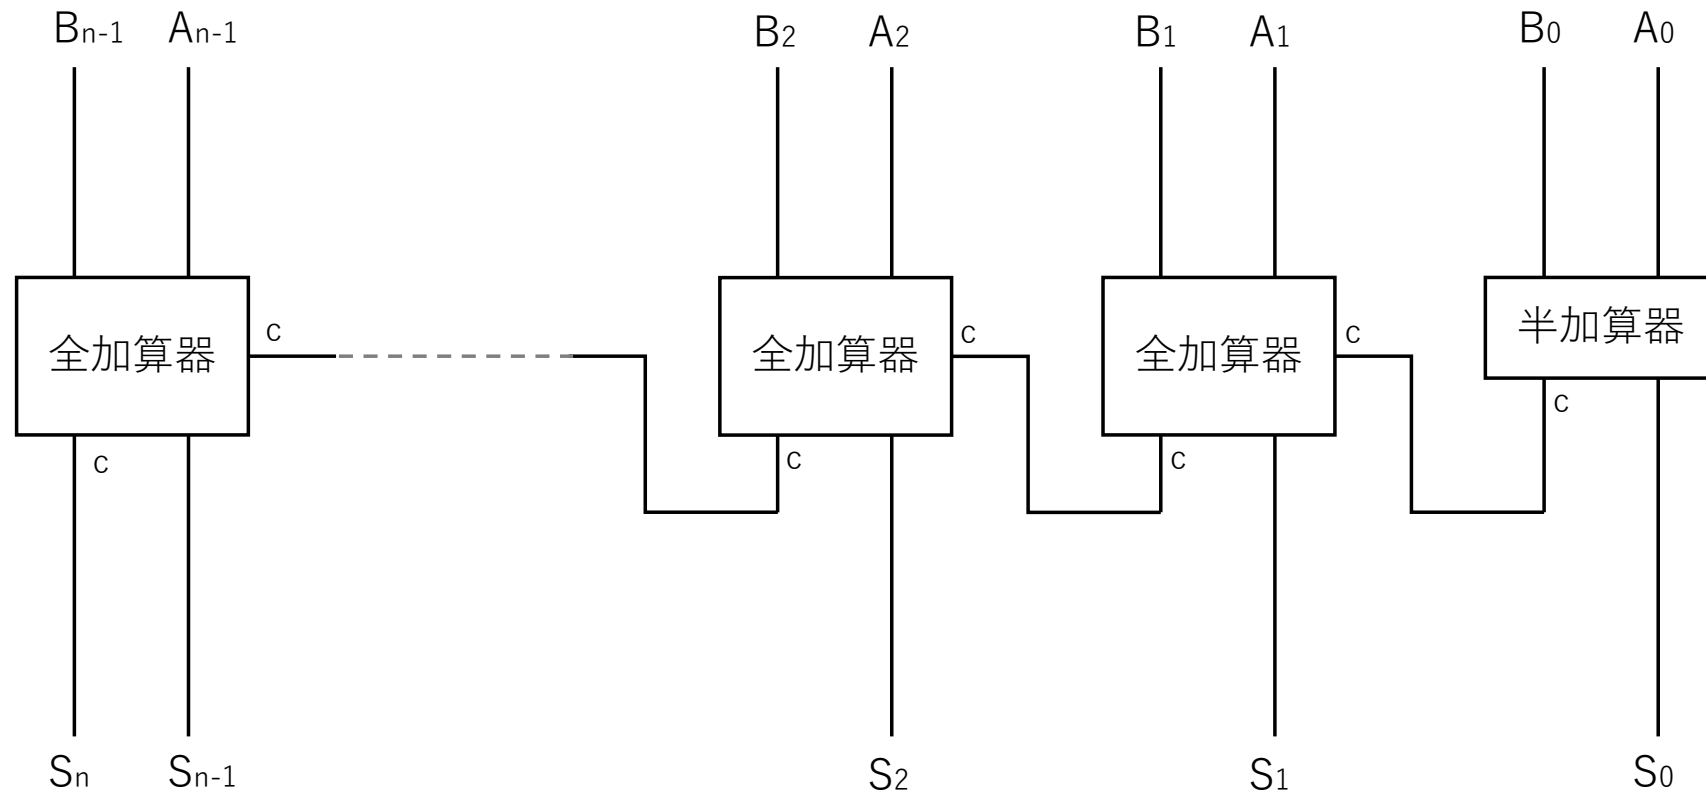 Bn-1 An-1 B2 A2 B1 A1 B0 A0
全加算器 c 全加算器 c 全加算器 c 半加算器
c c c c
Sn Sn-1 S2 S1 S0